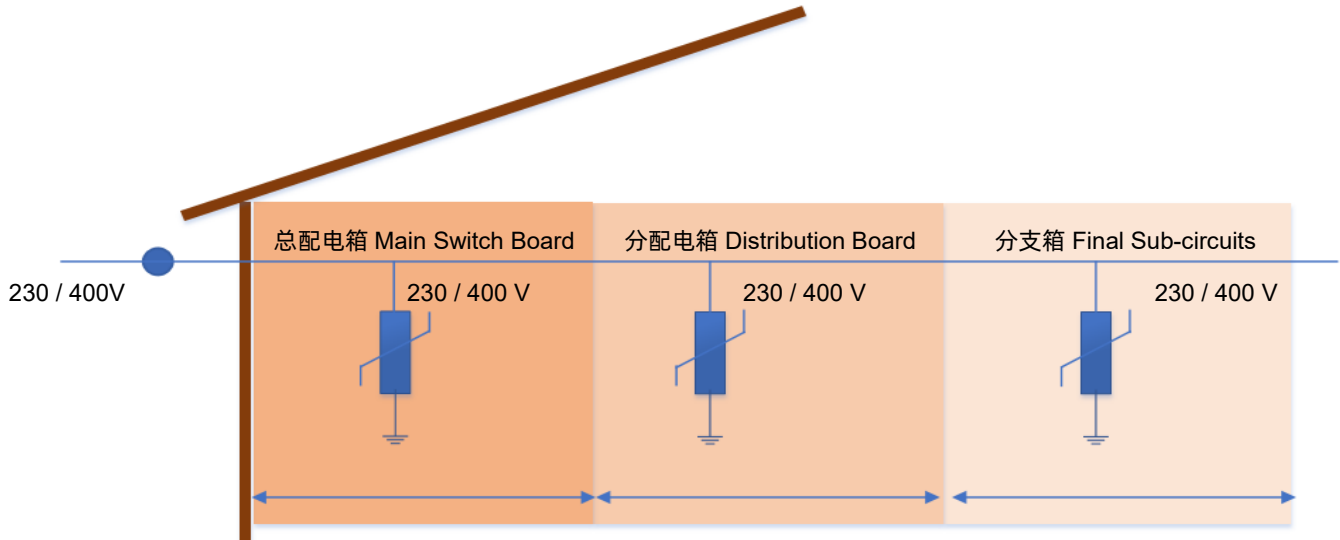 总配电箱 Main Switch Board
分配电箱 Distribution Board
分支箱 Final Sub-circuits
230 / 400V
230 / 400 V
230 / 400 V
230 / 400 V